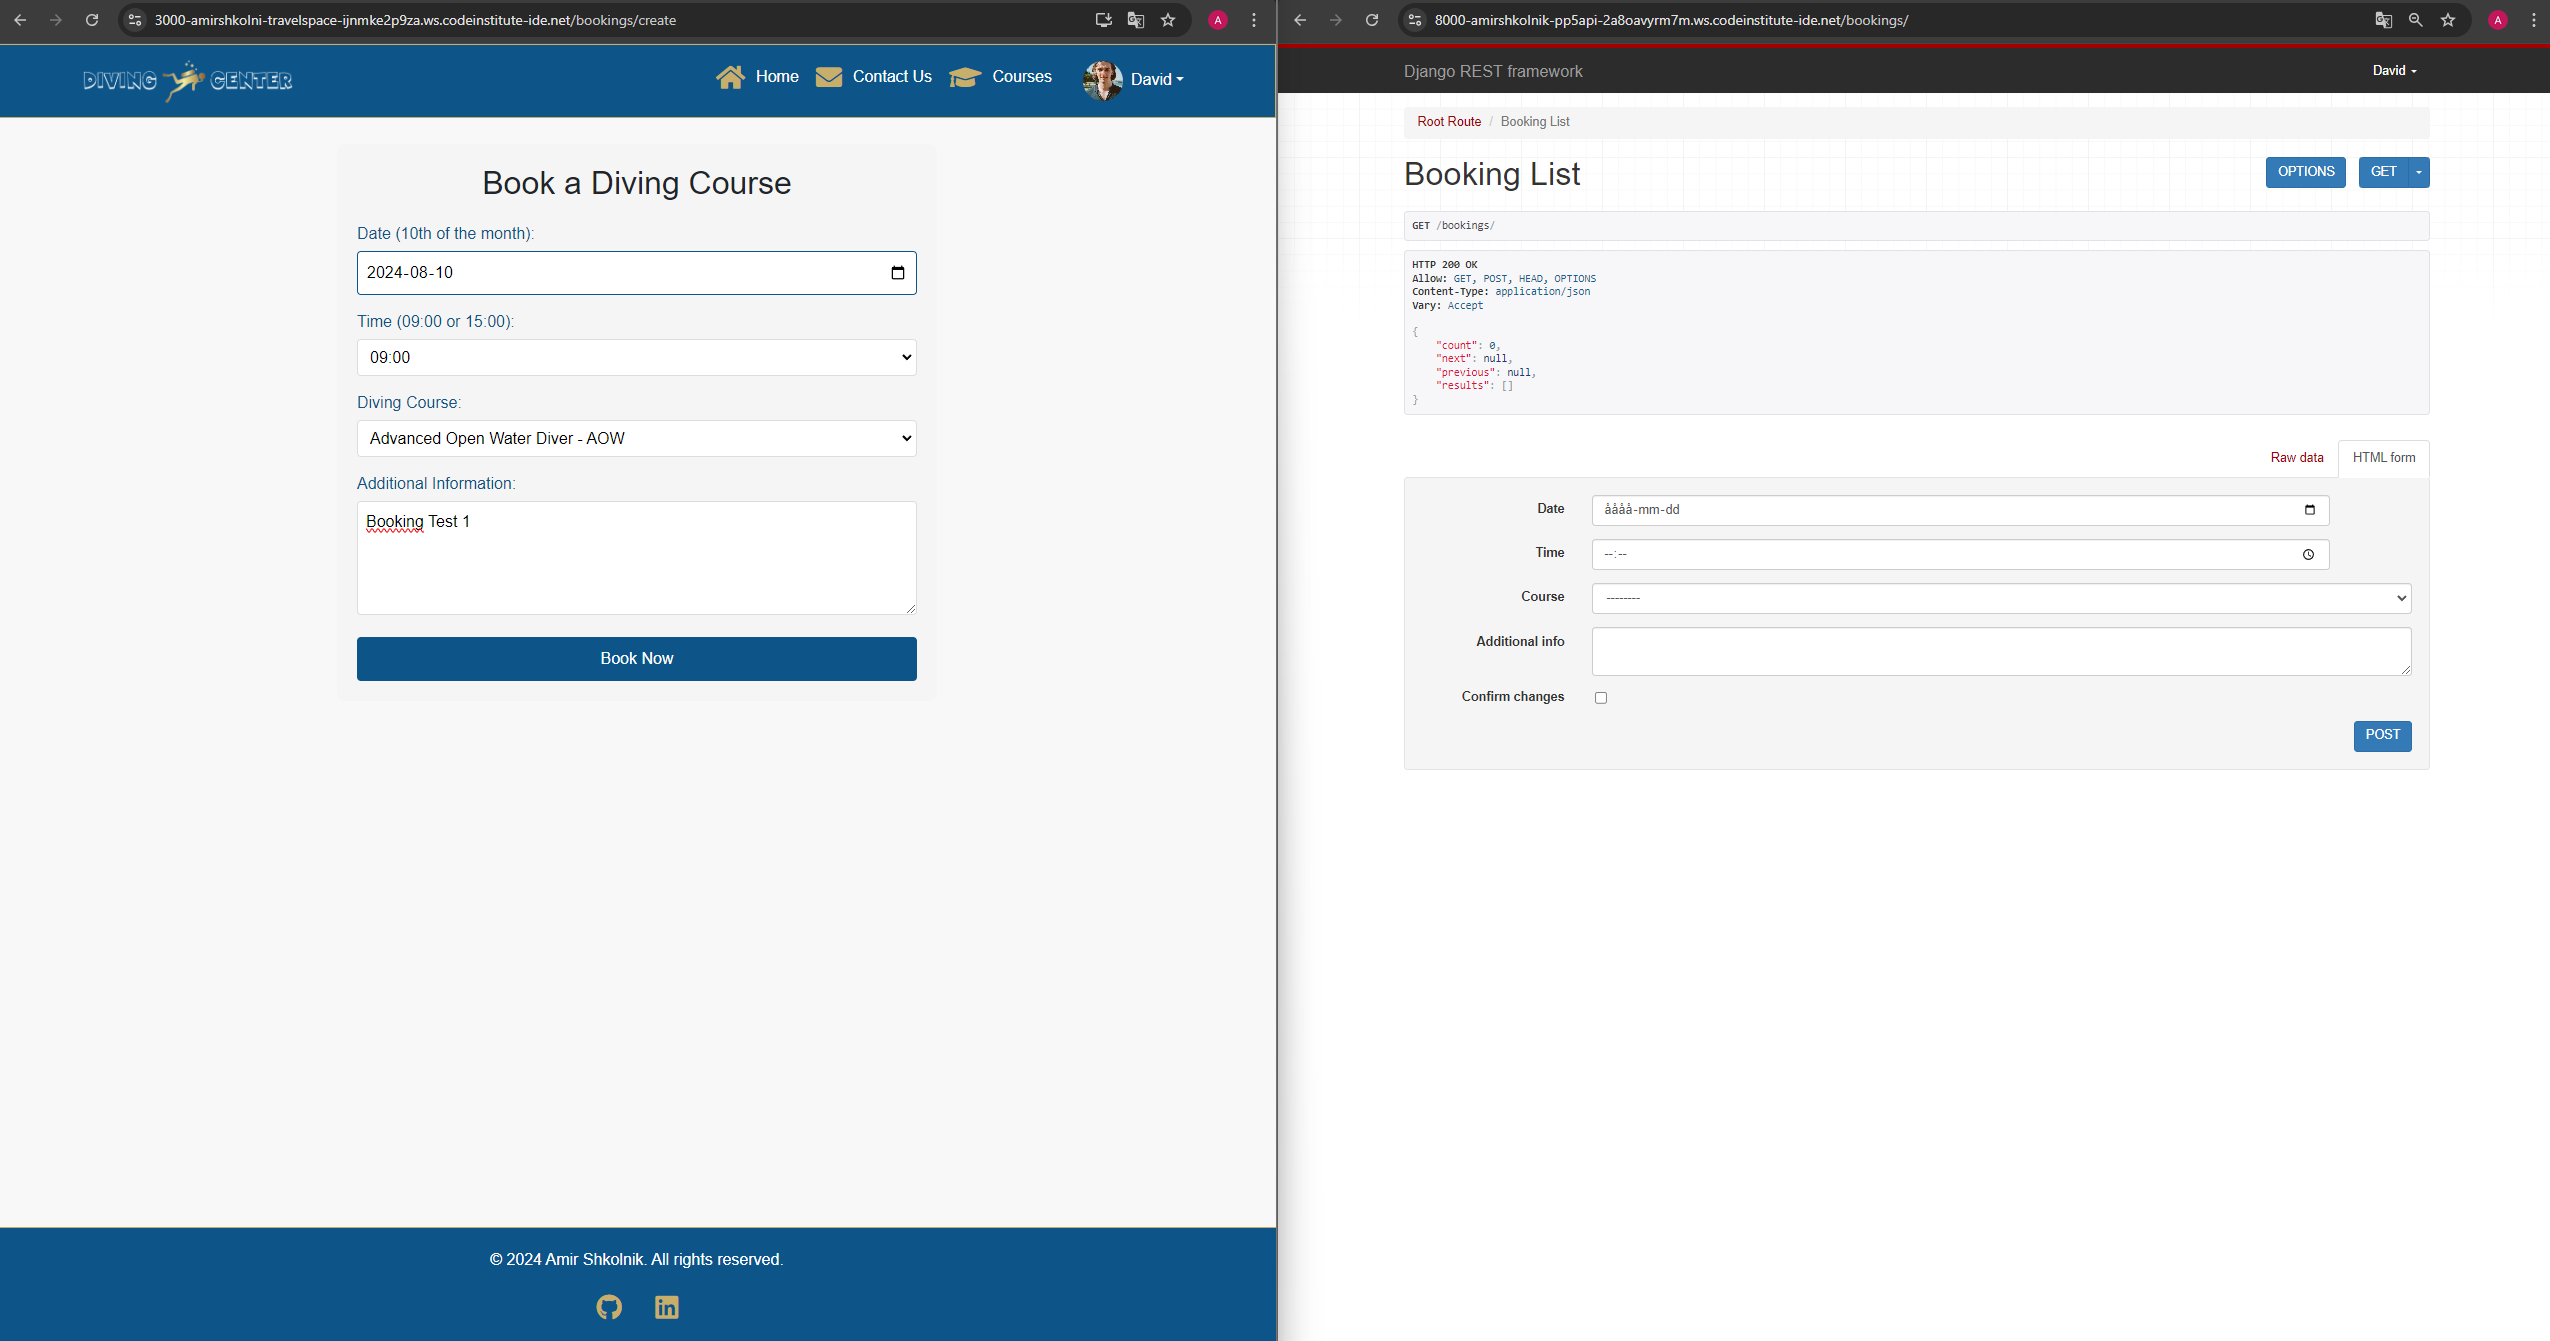 3000-amirshkolni-travelspace-ijnmke2p9za.ws.codeinstitute-ide.net/bookings/create
A
DIVING CENTER
Home
Contact Us
Courses
David
Book a Diving Course
Date (10th of the month):
2024-08-10
Time (09:00 or 15:00):
09:00
Diving Course:
Advanced Open Water Diver - AOW
Additional Information:
Booking Test 1
Book Now
© 2024 Amir Shkolnik. All rights reserved.
8000-amirshkolnik-pp5api-2a8oavyrm7m.ws.codeinstitute-ide.net/bookings/
A
Django REST framework
David
Root Route / Booking List
Booking List
OPTIONS
GET
GET /bookings/
HTTP 200 OK
Allow: GET, POST, HEAD, OPTIONS
Content-Type: application/json
Vary: Accept
{
"count": 0,
"next": null,
"previous": null,
"results": []
}
Raw data
HTML form
Date
åååå-mm-dd
Time
--:--
Course
---------
Additional info
Confirm changes
POST